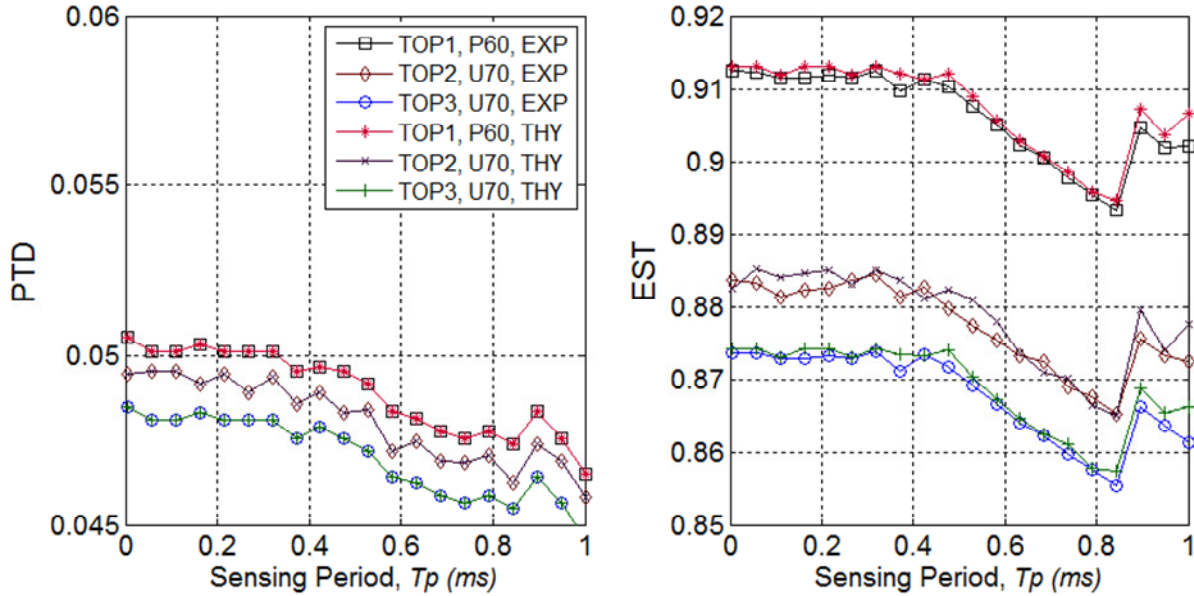 0.06
0.055
0.05
0.045
PTD
TOP1, P60, EXP
TOP2, U70, EXP
TOP3, U70, EXP
TOP1, P60, THY
TOP2, U70, THY
TOP3, U70, THY
0 0.2 0.4 0.6 0.8 1
Sensing Period, Tp (ms)
0.92
0.91
0.9
0.89
0.88
0.87
0.86
0.85
EST
0 0.2 0.4 0.6 0.8 1
Sensing Period, Tp (ms)